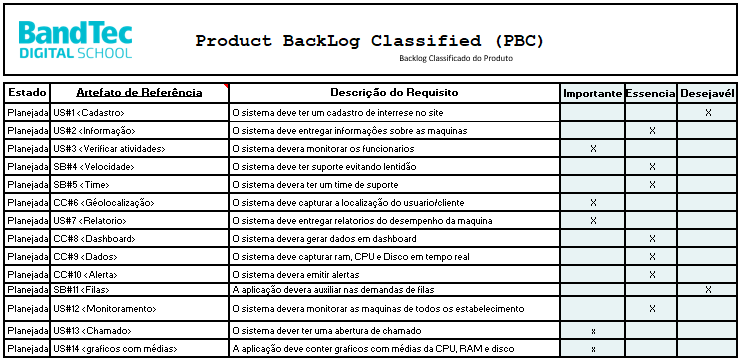 BandTec
DIGITAL SCHOOL
Product BackLog Classified (PBC)
Backlog Classificado do Produto
Estado Artefato de Referência Descrição do Requisito Importante Essencia Desejavél
Planejada US#1 <Cadastro> O sistema deve ter um cadastro de interrese no site X
Planejada US#2 <Informação> O sistema deve entregar informações sobre as maquinas X
Planejada US#3 <Verificar atividades> O sistema devera monitorar os funcionarios X
Planejada SB#4 <Velocidade> O sistema deve ter suporte evitando lentidão X
Planejada SB#5 <Time> O sistema devera ter um time de suporte X
Planejada CC#6 <Géolocalização> O sistema deve capturar a localização do usuario/cliente X
Planejada US#7 <Relatorio> O sistema deve entregar relatorios do desempenho da maquina X
Planejada CC#8 <Dashboard> O sistema devera gerar dados em dashboard X
Planejada CC#9 <Dados> O sistema deve capturar ram, CPU e Disco em tempo real X
Planejada CC#10 <Alerta> O sistema devera emitir alertas X
Planejada SB#11 <Filas> A aplicação devera auxiliar nas demandas de filas X
Planejada US#12 <Monitoramento> O sistema devera monitorar as maquinas de todos os estabelecimento X
Planejada US#13 <Chamado> O sistema dever ter uma abertura de chamado x
Planejada US#14 <graficos com médias> A aplicação deve conter graficos com médias da CPU, RAM e disco x